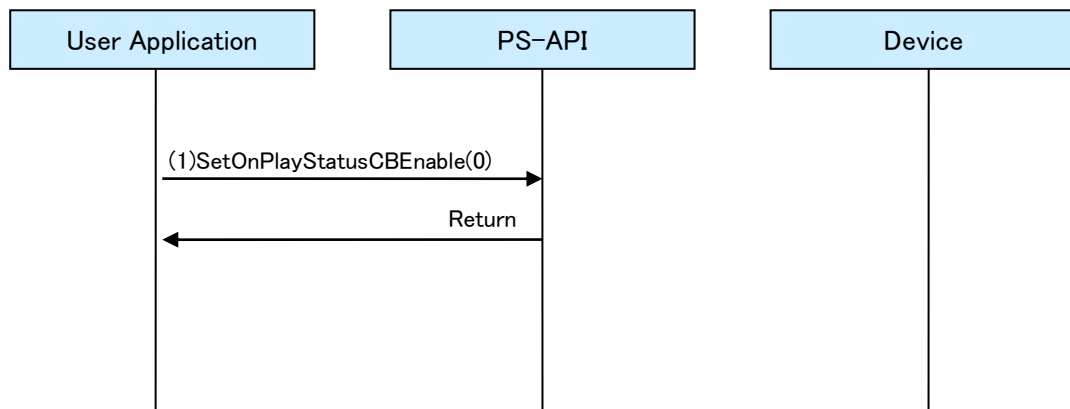 User Application
PS-API
Device
(1)SetOnPlayStatusCBEnable(0)
Return